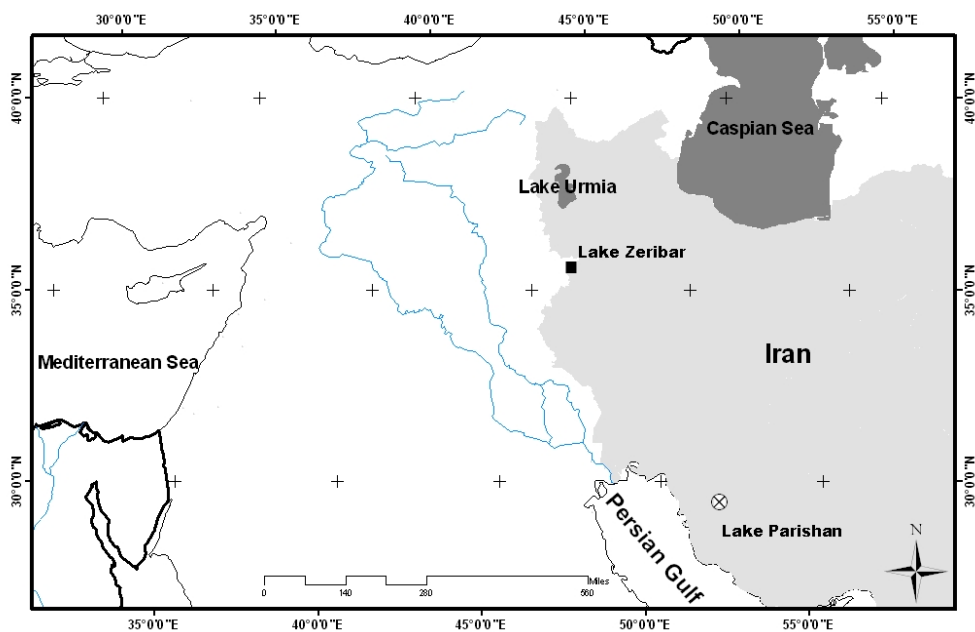 30°0'0"E 40°0'0"E 45°0'0"E 50°0'0"E 55°0'0"E
40°0'0"N 40°0'0"N
Caspian Sea
Lake Urmia
Lake Zeribar
35°0'0"N 35°0'0"N
Mediterranean Sea
Iran
30°0'0"N 30°0'0"N
Persian Gulf
Lake Parishan
N
Miles
0 140 280 560
35°0'0"E 40°0'0"E 45°0'0"E 50°0'0"E 55°0'0"E